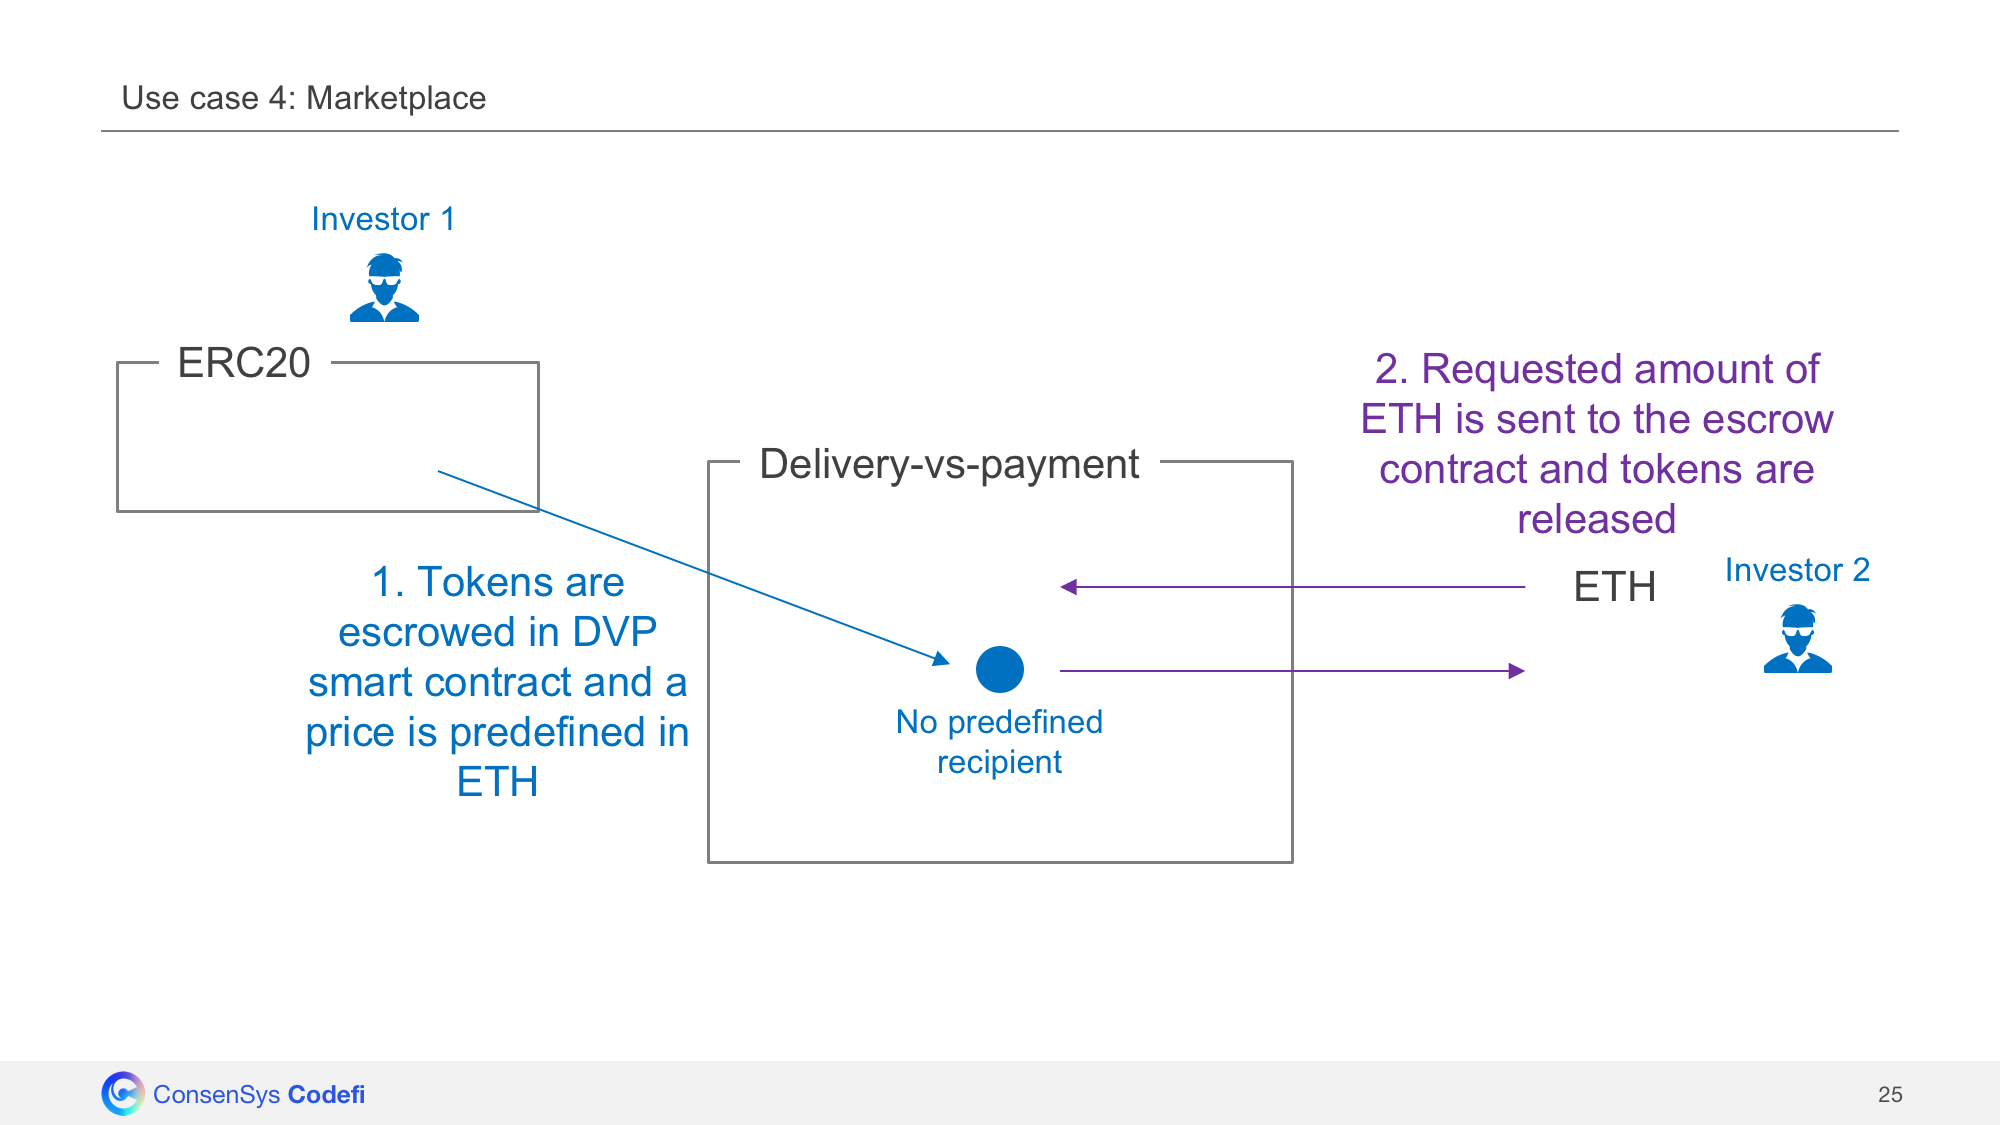 Use case 4: Marketplace
Investor 1
ERC20
1. Tokens are
escrowed in DVP
smart contract and a
price is predefined in
ETH
Delivery-vs-payment
No predefined
recipient
2. Requested amount of
ETH is sent to the escrow
contract and tokens are
released
ETH
Investor 2
ConsenSys Codefi
25